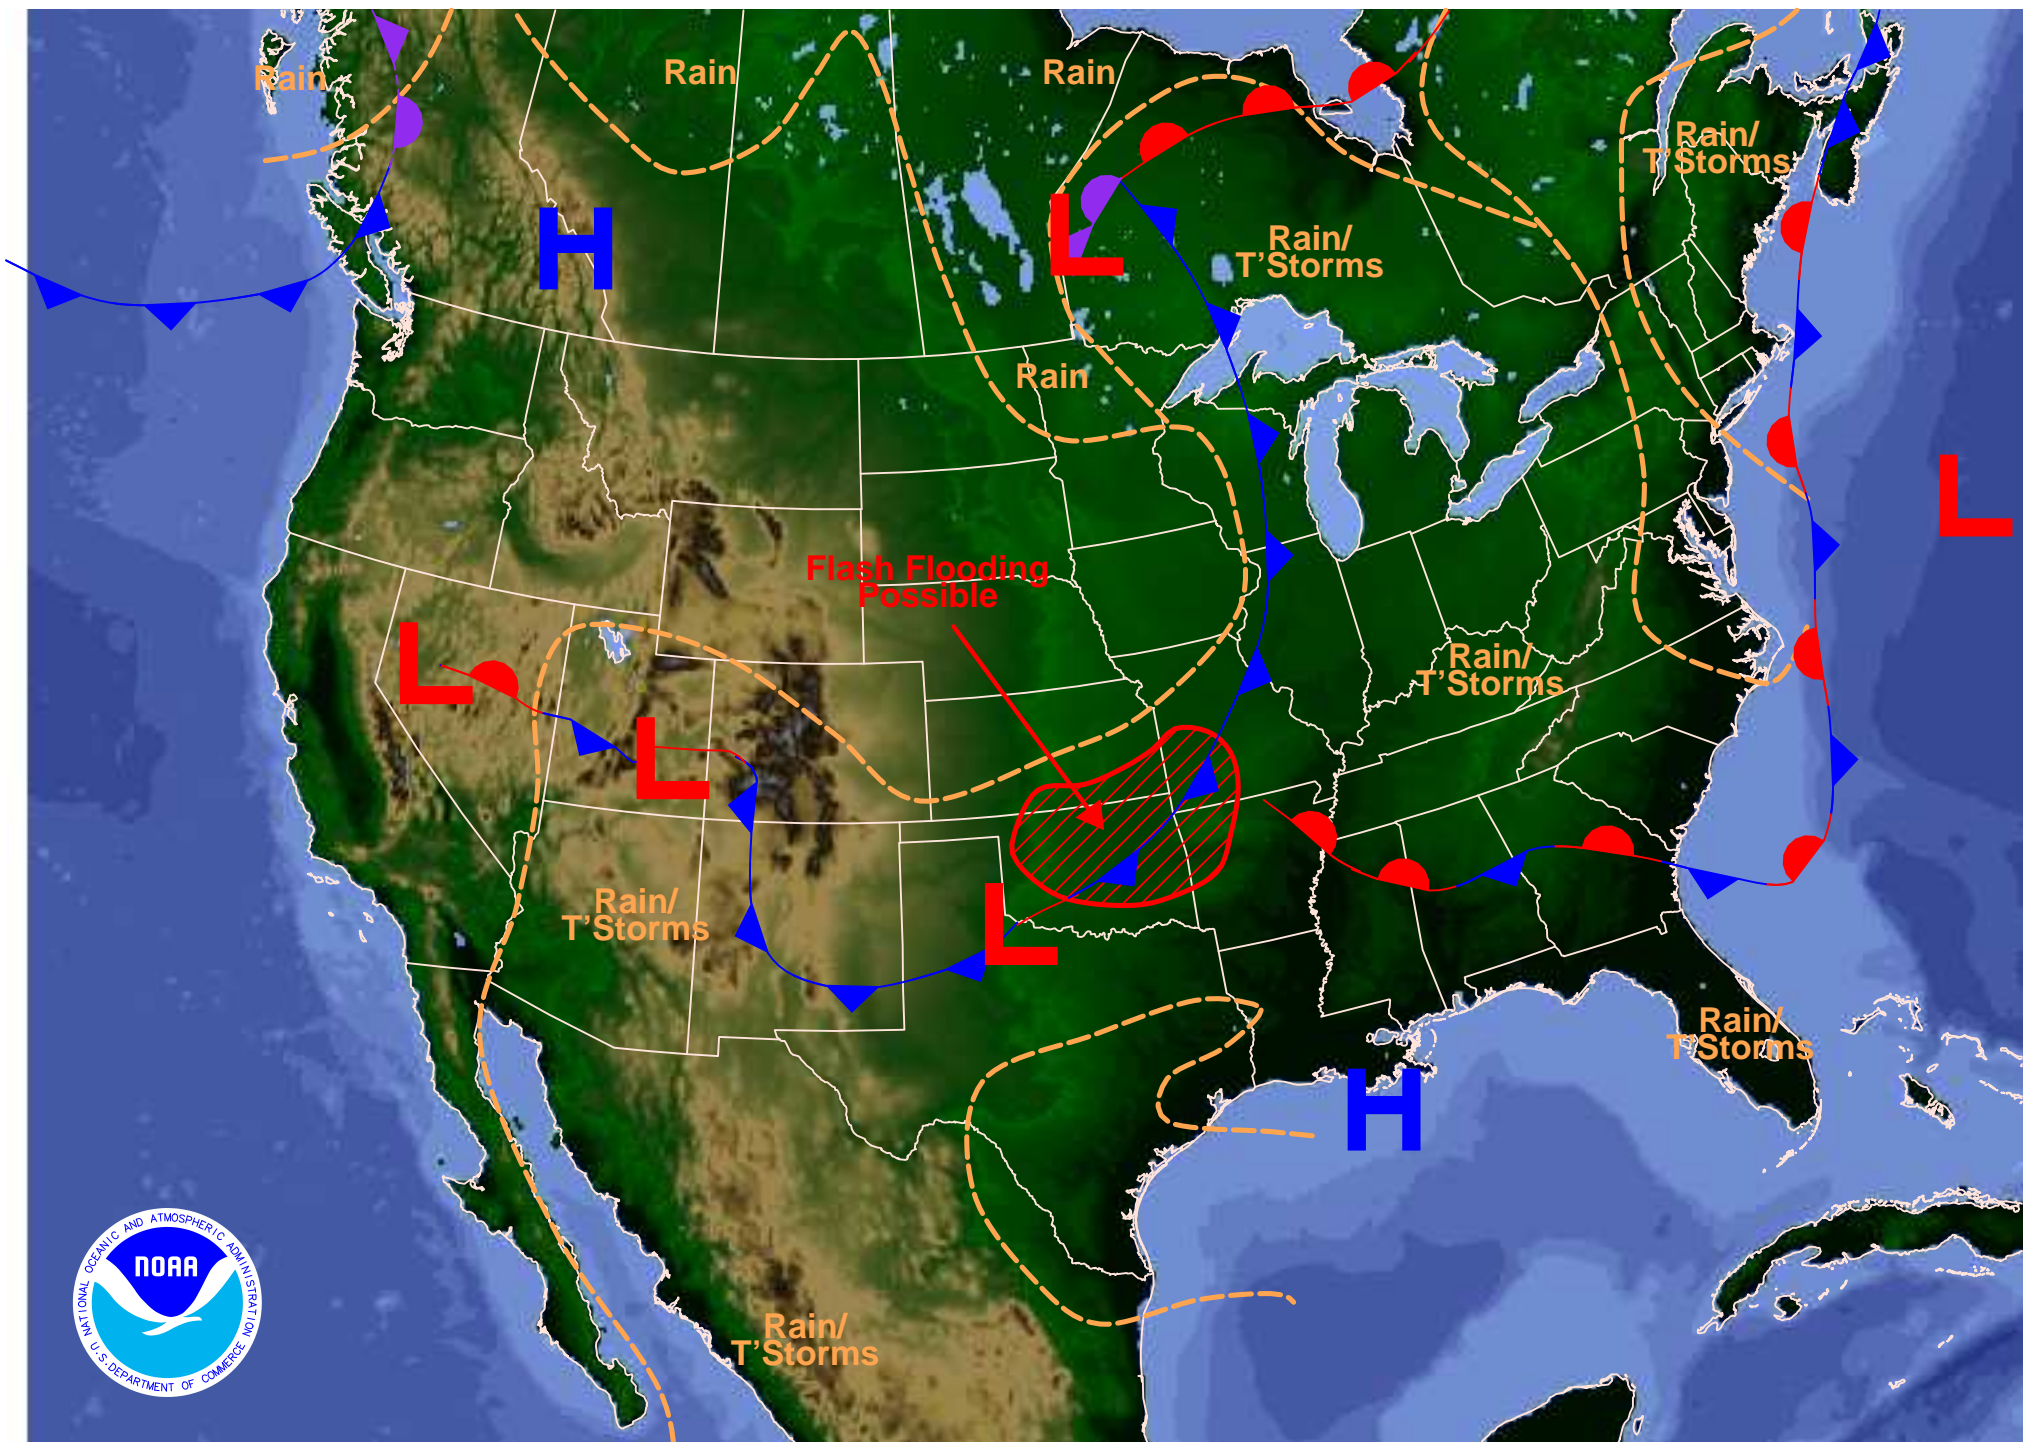 Rain
Rain
Rain
Rain/
T'Storms
H
L
Rain/
T'Storms
Rain
L
Flash Flooding
Possible
L
Rain/
T'Storms
L
Rain/
T'Storms
L
Rain/
T'Storms
H
NATIONAL OCEANIC AND ATMOSPHERIC ADMINISTRATION
NOAA
U.S. DEPARTMENT OF COMMERCE
Rain/
T'Storms